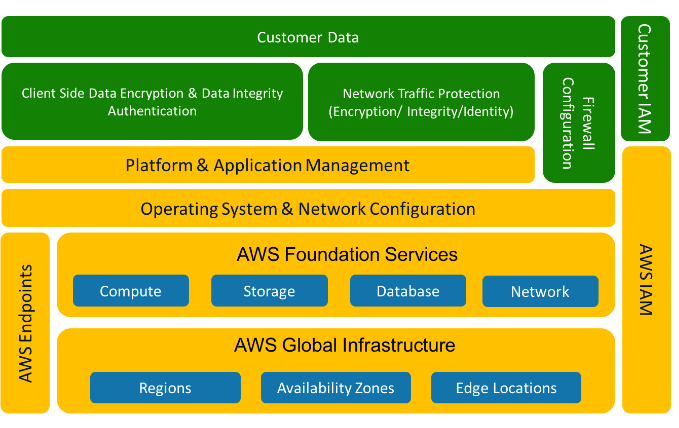 Customer Data
Customer IAM
Client Side Data Encryption & Data Integrity
Authentication
Network Traffic Protection
(Encryption/ Integrity/Identity)
Firewall
Configuration
Platform & Application Management
Operating System & Network Configuration
AWS IAM
AWS Endpoints
AWS Foundation Services
Compute
Storage
Database
Network
AWS Global Infrastructure
Regions
Availability Zones
Edge Locations